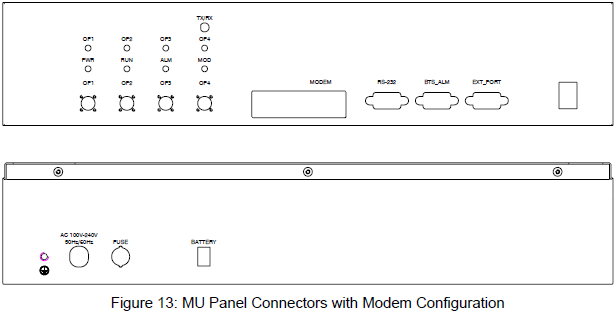 TX/RX
OP1 OP2 OP3 OP4
PWR RUN ALM MOD
OP1 OP2 OP3 OP4
MODEM RS-232 BTS_ALM EXT_PORT
AC 100V-240V
50Hz/60Hz FUSE BATTERY
Figure 13: MU Panel Connectors with Modem Configuration